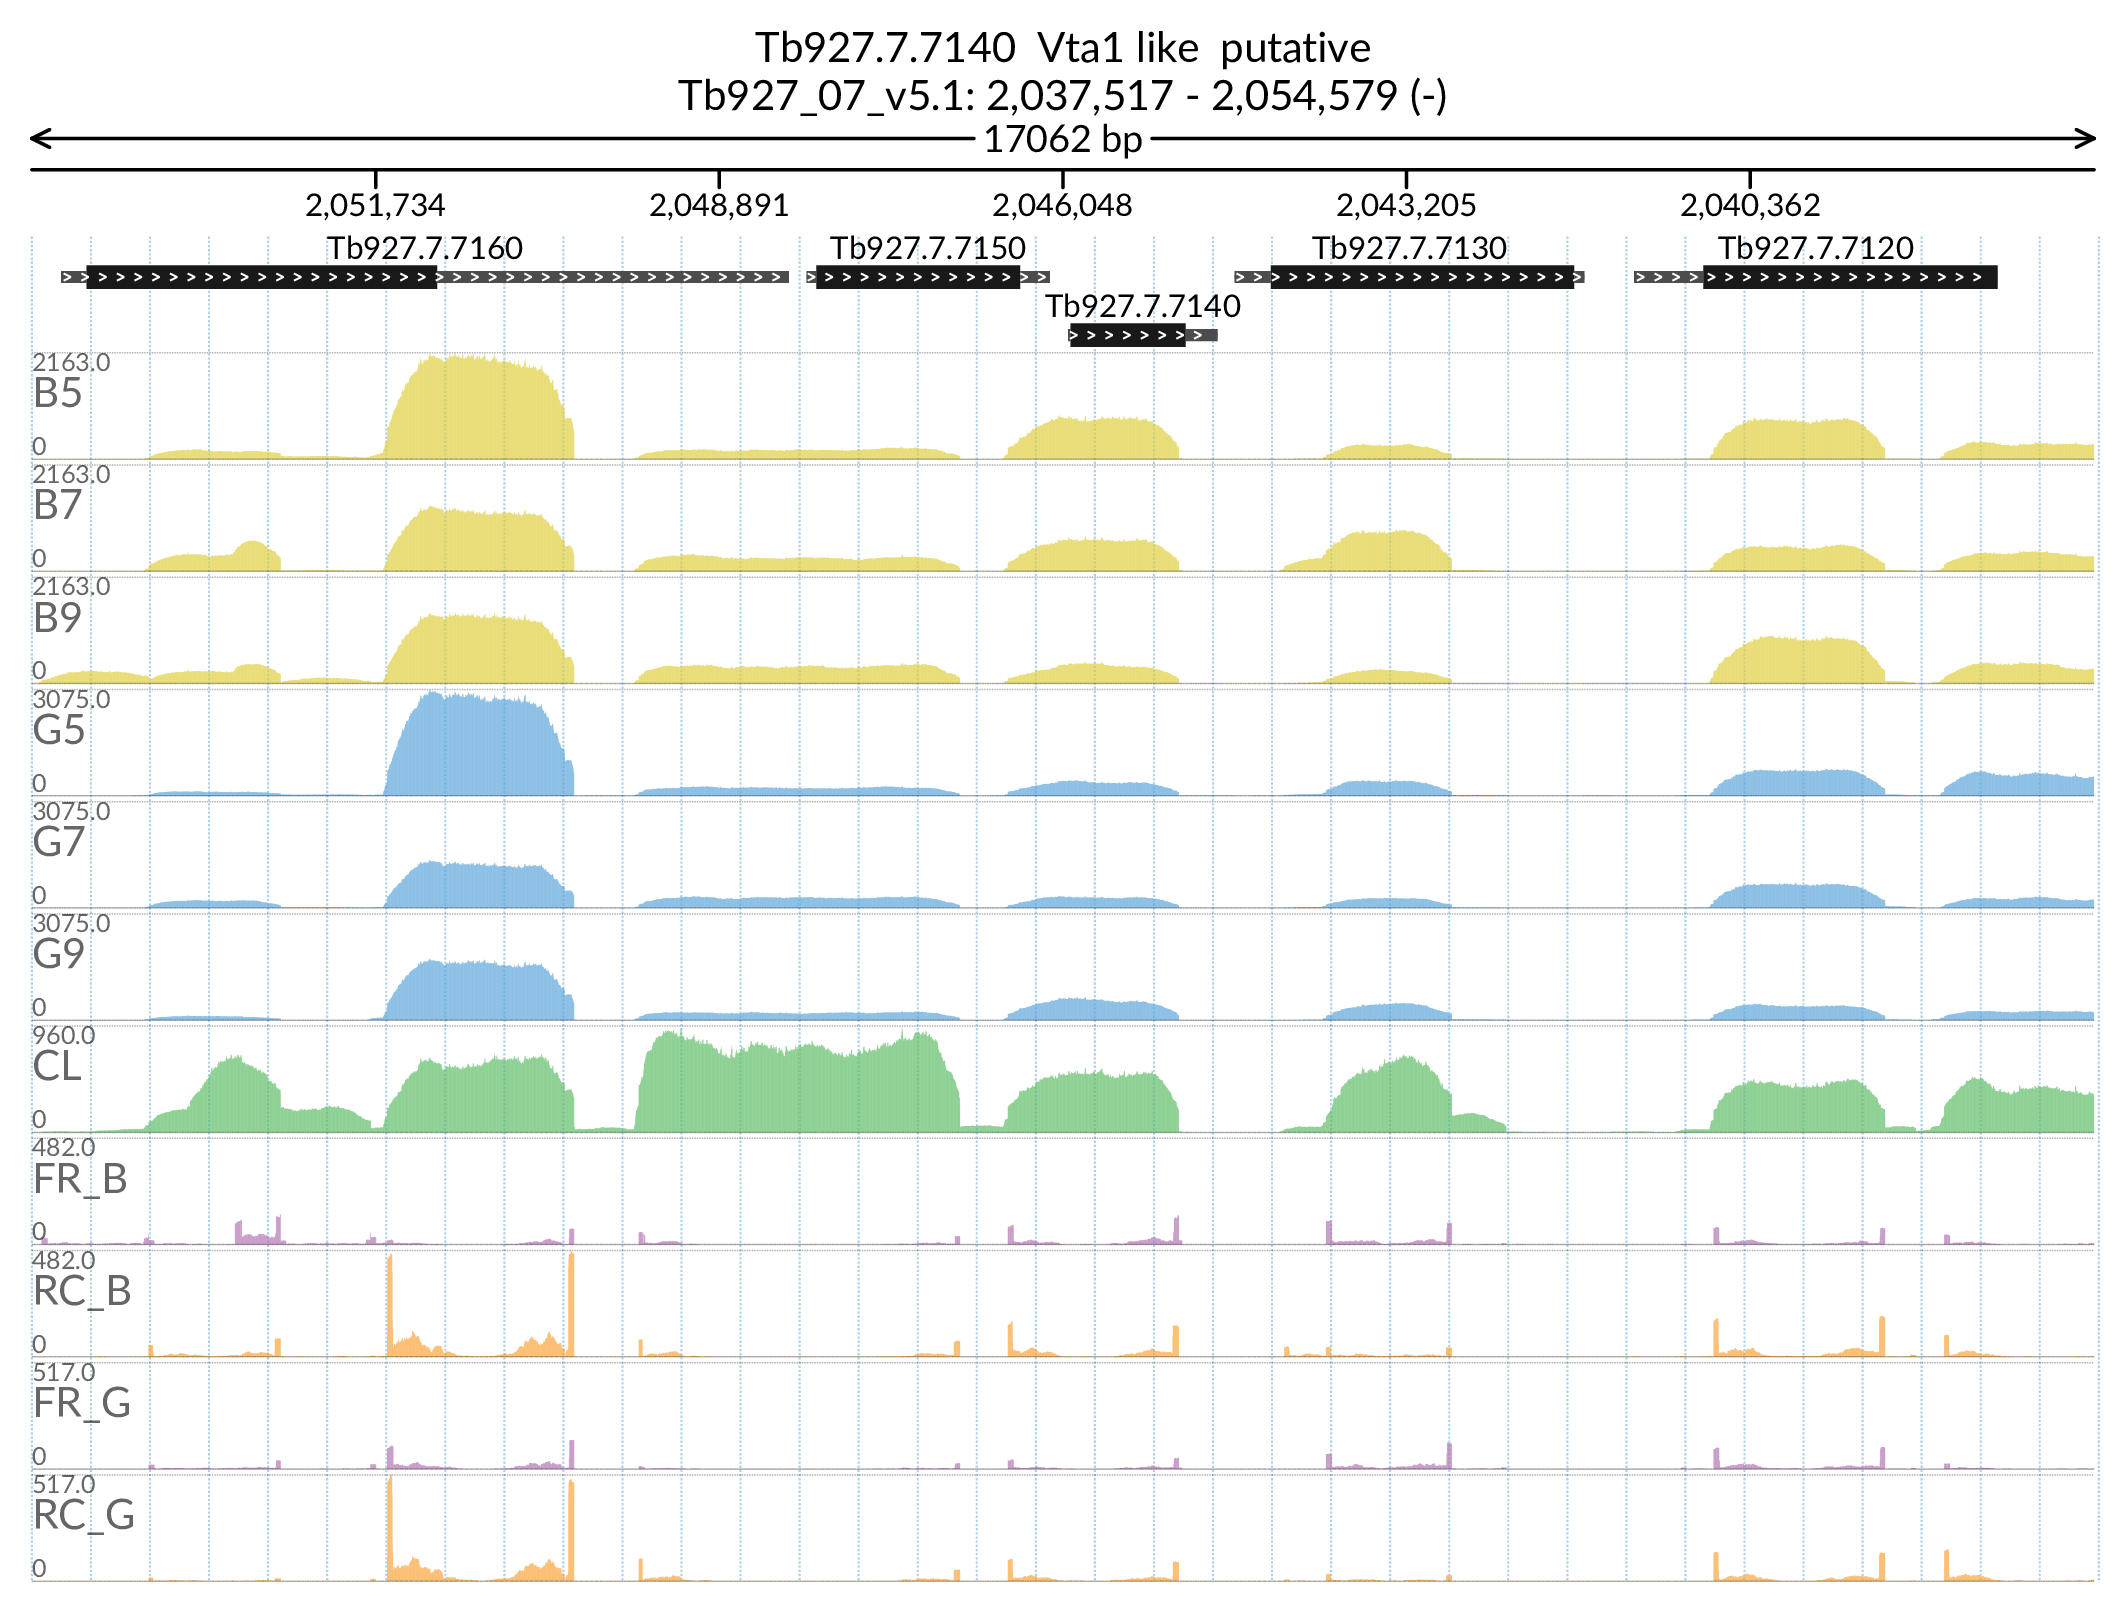 Tb927.7.7140  Vta1 like  putative
Tb927_07_v5.1: 2,037,517 - 2,054,579 (-)
17062 bp
2,051,734 2,048,891 2,046,048 2,043,205 2,040,362
Tb927.7.7160 Tb927.7.7150 Tb927.7.7130 Tb927.7.7120
Tb927.7.7140
2163.0
B5
0
2163.0
B7
0
2163.0
B9
0
3075.0
G5
0
3075.0
G7
0
3075.0
G9
0
960.0
CL
0
482.0
FR_B
0
482.0
RC_B
0
517.0
FR_G
0
517.0
RC_G
0